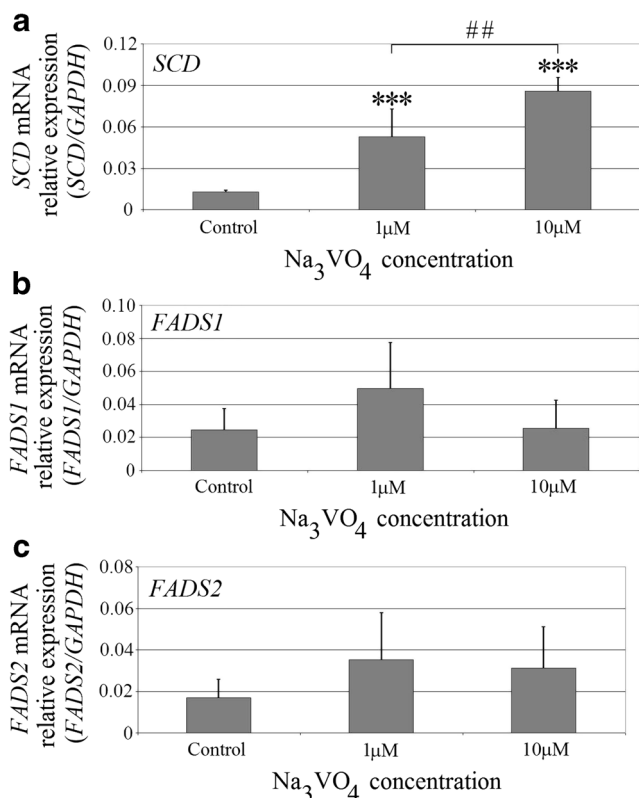 a
SCD mRNA
relative expression
(SCD/GAPDH)
0.12
0.09
0.06
0.03
0
SCD
***
##
***
Control
1μM
10μM
Na3VO4 concentration
b
FADS1 mRNA
relative expression
(FADS1/GAPDH)
0.10
0.08
0.06
0.04
0.02
0
FADS1
Control
1μM
10μM
Na3VO4 concentration
c
FADS2 mRNA
relative expression
(FADS2/GAPDH)
0.08
0.06
0.04
0.02
0
FADS2
Control
1μM
10μM
Na3VO4 concentration